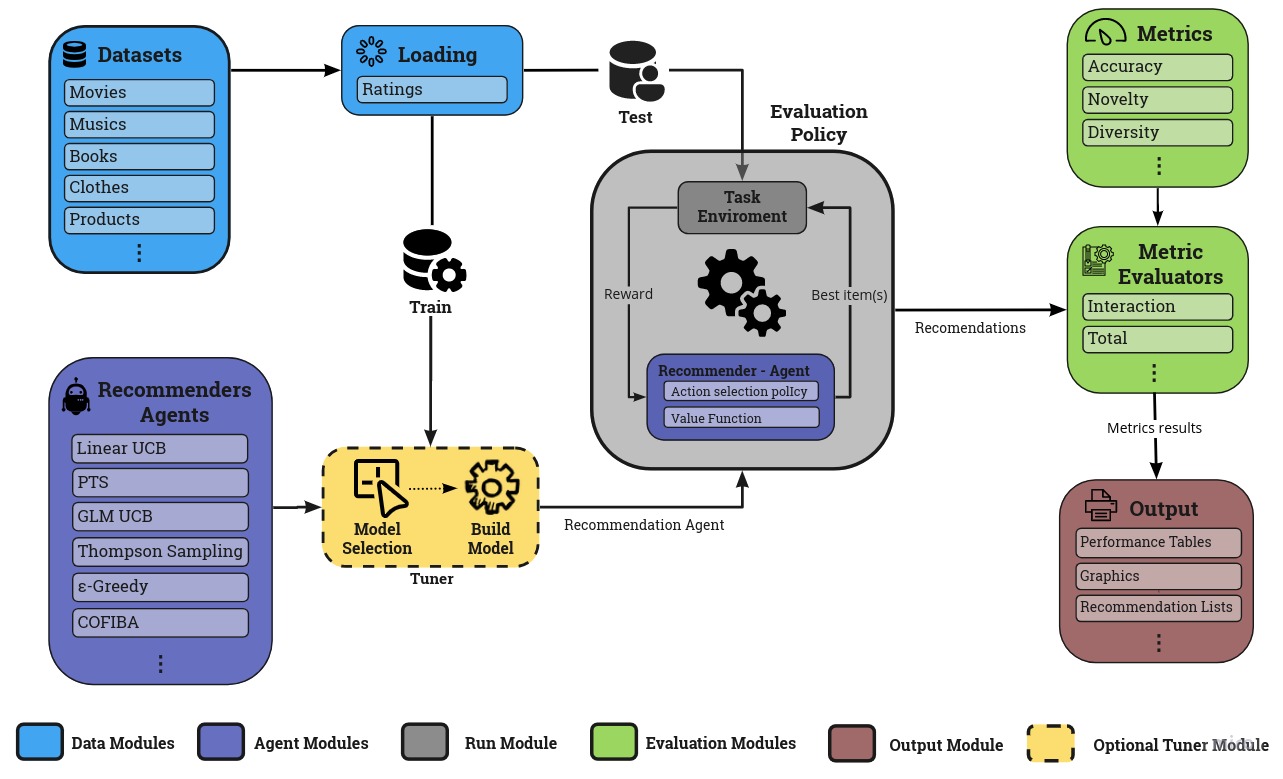 Datasets
Movies
Musics
Books
Clothes
Products
Loading
Ratings
Test
Train
Evaluation
Policy
Task
Enviroment
Reward
Best item(s)
Recommender - Agent
Action selection polIcy
Value Function
Metrics
Accuracy
Novelty
Diversity
Metric
Evaluators
Interaction
Total
Recomendations
Metrics results
Recommenders
Agents
Linear UCB
PTS
GLM UCB
Thompson Sampling
ε-Greedy
COFIBA
Model
Selection
Build
Model
Tuner
Recommendation Agent
Output
Performance Tables
Graphics
Recommendation Lists
Data Modules
Agent Modules
Run Module
Evaluation Modules
Output Module
Optional Tuner Module